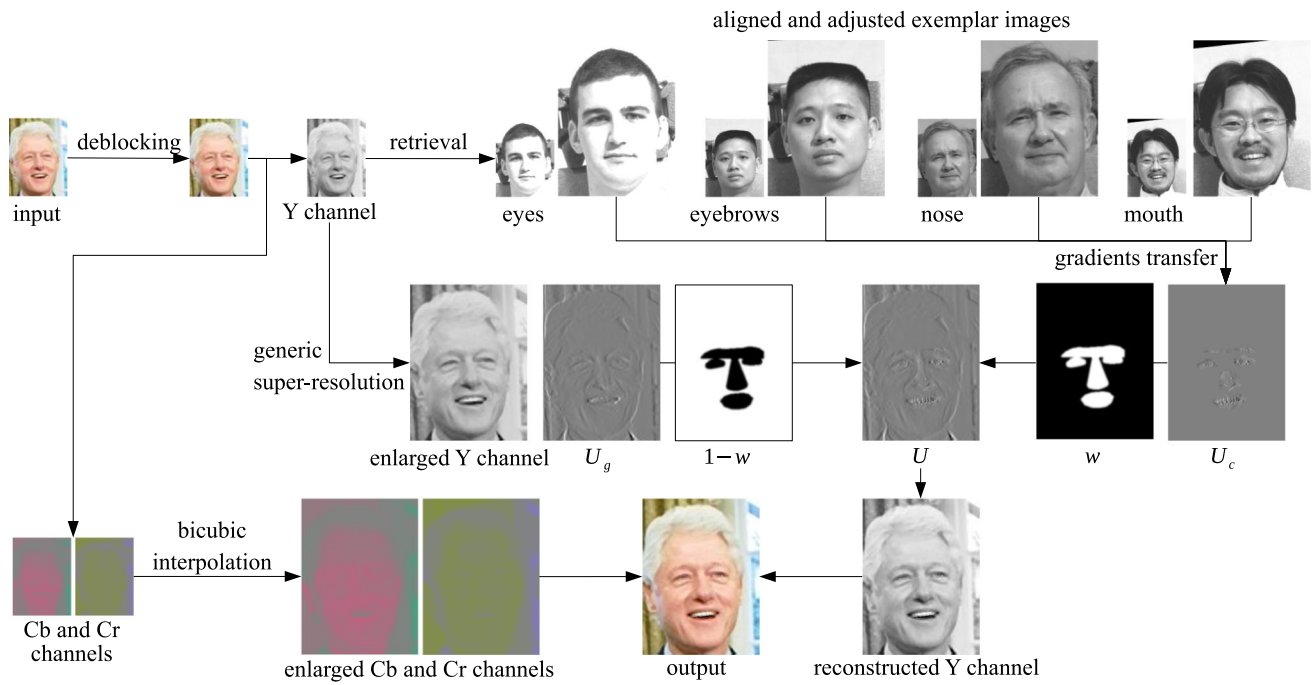 aligned and adjusted exemplar images
deblocking
retrieval
input
Y channel
eyes
eyebrows
nose
mouth
gradients transfer
generic
super-resolution
enlarged Y channel
U_g
1−w
U
w
U_c
bicubic
interpolation
Cb and Cr
channels
enlarged Cb and Cr channels
output
reconstructed Y channel